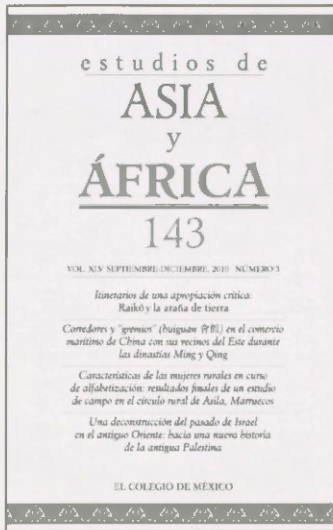 estudios de
ASIA
y
ÁFRICA
143
VOL. XLV SEPTIEMBRE-DICIEMBRE, 2010 NÚMERO 3
Itinerarios de una apropiación crítica:
Raikō y la araña de tierra
Corredores y "gremios" (huiguan 會館) en el comercio
marítimo de China con sus vecinos del Este durante
las dinastías Ming y Qing
Características de las mujeres rurales en curso
de alfabetización: resultados finales de un estudio
de campo en el círculo rural de Asila, Marruecos
Una deconstrucción del pasado de Israel
en el antiguo Oriente: hacia una nueva historia
de la antigua Palestina
EL COLEGIO DE MÉXICO